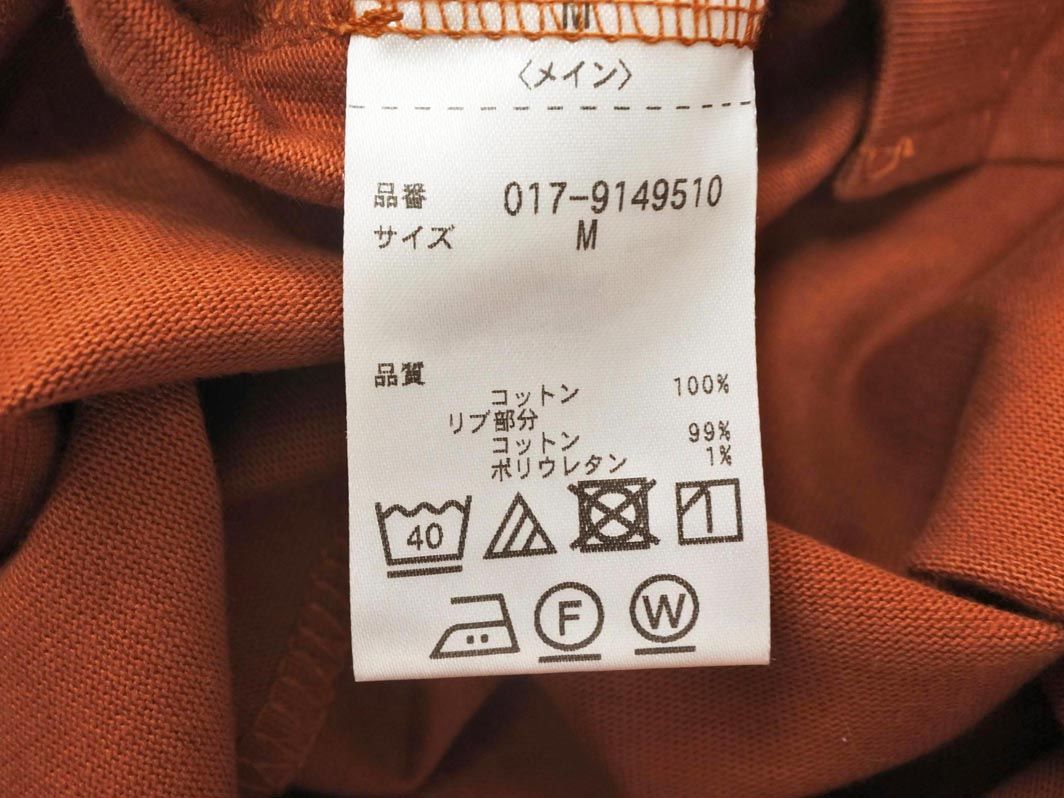 M
〈メイン〉
品番 017-9149510
サイズ M
品質
コットン 100%
リブ部分
コットン 99%
ポリウレタン 1%
40
F W